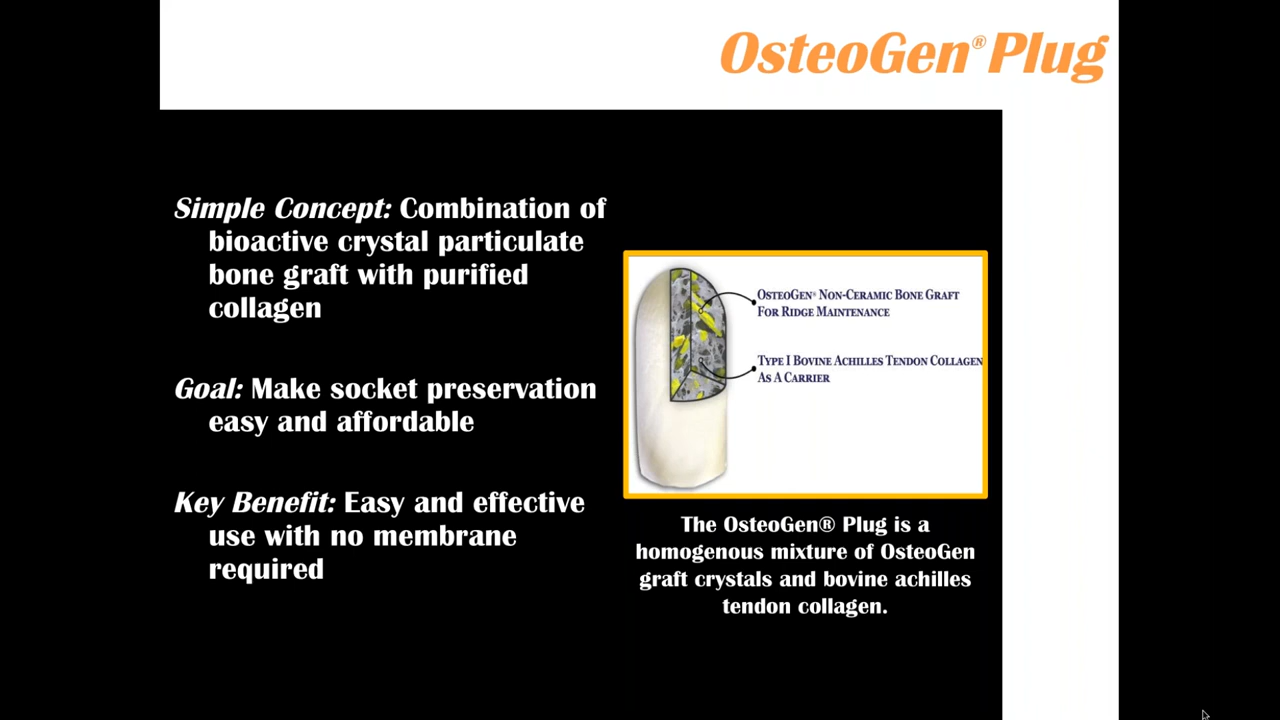 OsteoGen® Plug
Simple Concept: Combination of
bioactive crystal particulate
bone graft with purified
collagen
Goal: Make socket preservation
easy and affordable
Key Benefit: Easy and effective
use with no membrane
required
OSTEOGEN® NON-CERAMIC BONE GRAFT
FOR RIDGE MAINTENANCE
TYPE I BOVINE ACHILLES TENDON COLLAGEN
AS A CARRIER
The OsteoGen® Plug is a
homogenous mixture of OsteoGen
graft crystals and bovine achilles
tendon collagen.